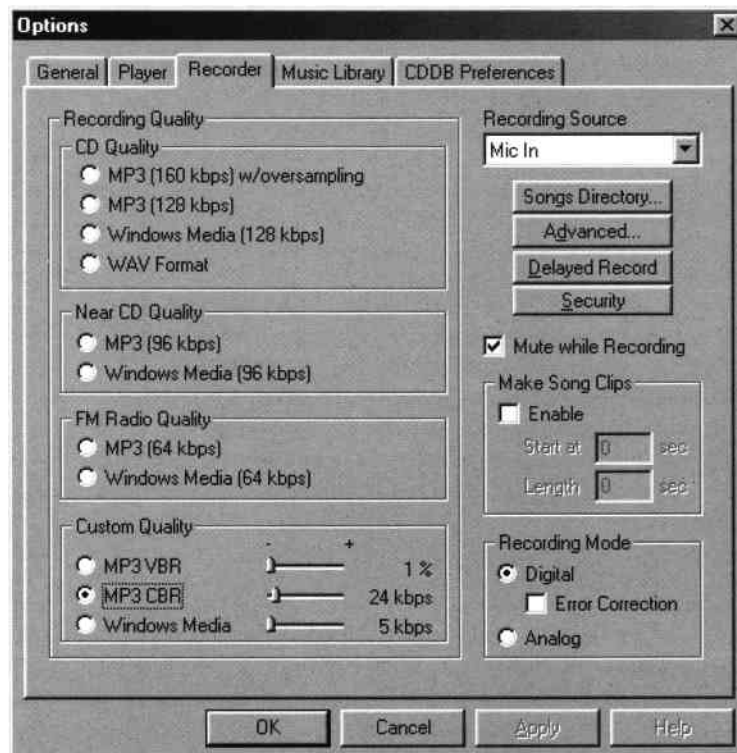 Options
General
Player
Recorder
Music Library
CDDB Preferences
Recording Quality
CD Quality
MP3 (160 kbps) w/oversampling
MP3 (128 kbps)
Windows Media (128 kbps)
WAV Format
Near CD Quality
MP3 (96 kbps)
Windows Media (96 kbps)
FM Radio Quality
MP3 (64 kbps)
Windows Media (64 kbps)
Custom Quality
- +
MP3 VBR 1 %
MP3 CBR 24 kbps
Windows Media 5 kbps
Recording Source
Mic In
Songs Directory...
Advanced...
Delayed Record
Security
Mute while Recording
Make Song Clips
Enable
Start at 0 sec
Length 0 sec
Recording Mode
Digital
Error Correction
Analog
OK
Cancel
Apply
Help